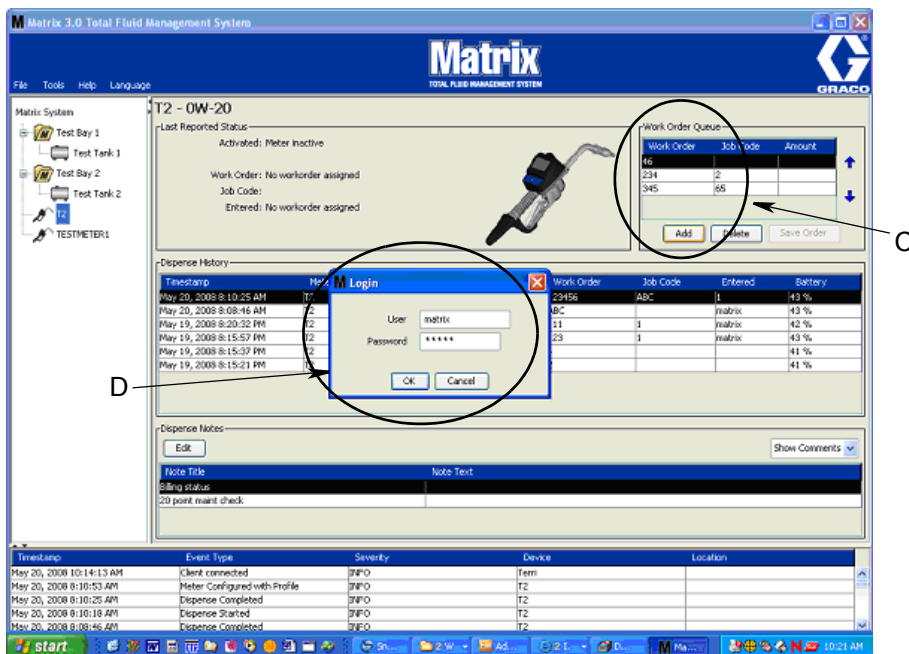 Matrix 3.0 Total Fluid Management System
Matrix
TOTAL FLUID MANAGEMENT SYSTEM
GRACO
File Tools Help Language
Matrix System
Test Bay 1
Test Tank 1
Test Bay 2
Test Tank 2
T2
TESTMETER1
T2 - 0W-20
Last Reported Status
Activated: Meter inactive
Work Order: No workorder assigned
Job Code:
Entered: No workorder assigned
Work Order Queue
Work Order Job Code Amount
46
234 2
345 65
Add Delete Save Order
C
Dispense History
Timestamp Work Order Job Code Entered Battery
May 20, 2008 8:10:25 AM T2 23456 ABC 1 43 %
May 20, 2008 8:08:46 AM T2 ABC matrix 43 %
May 19, 2008 8:20:32 PM T2 11 1 matrix 42 %
May 19, 2008 8:15:57 PM T2 23 1 matrix 43 %
May 19, 2008 8:15:37 PM T2 41 %
May 19, 2008 8:15:21 PM T2 41 %
Login
User matrix
Password *****
OK Cancel
D
Dispense Notes
Edit Show Comments
Note Title Note Text
Billing status
20 point maint check
Timestamp Event Type Severity Device Location
May 20, 2008 10:14:13 AM Client connected INFO Terri
May 20, 2008 8:10:53 AM Meter Configured with Profile INFO T2
May 20, 2008 8:10:25 AM Dispense Completed INFO T2
May 20, 2008 8:10:18 AM Dispense Started INFO T2
May 20, 2008 8:08:46 AM Dispense Completed INFO T2
start Sn... 2 W Ad... 2 I... D... Ma... 10:21 AM